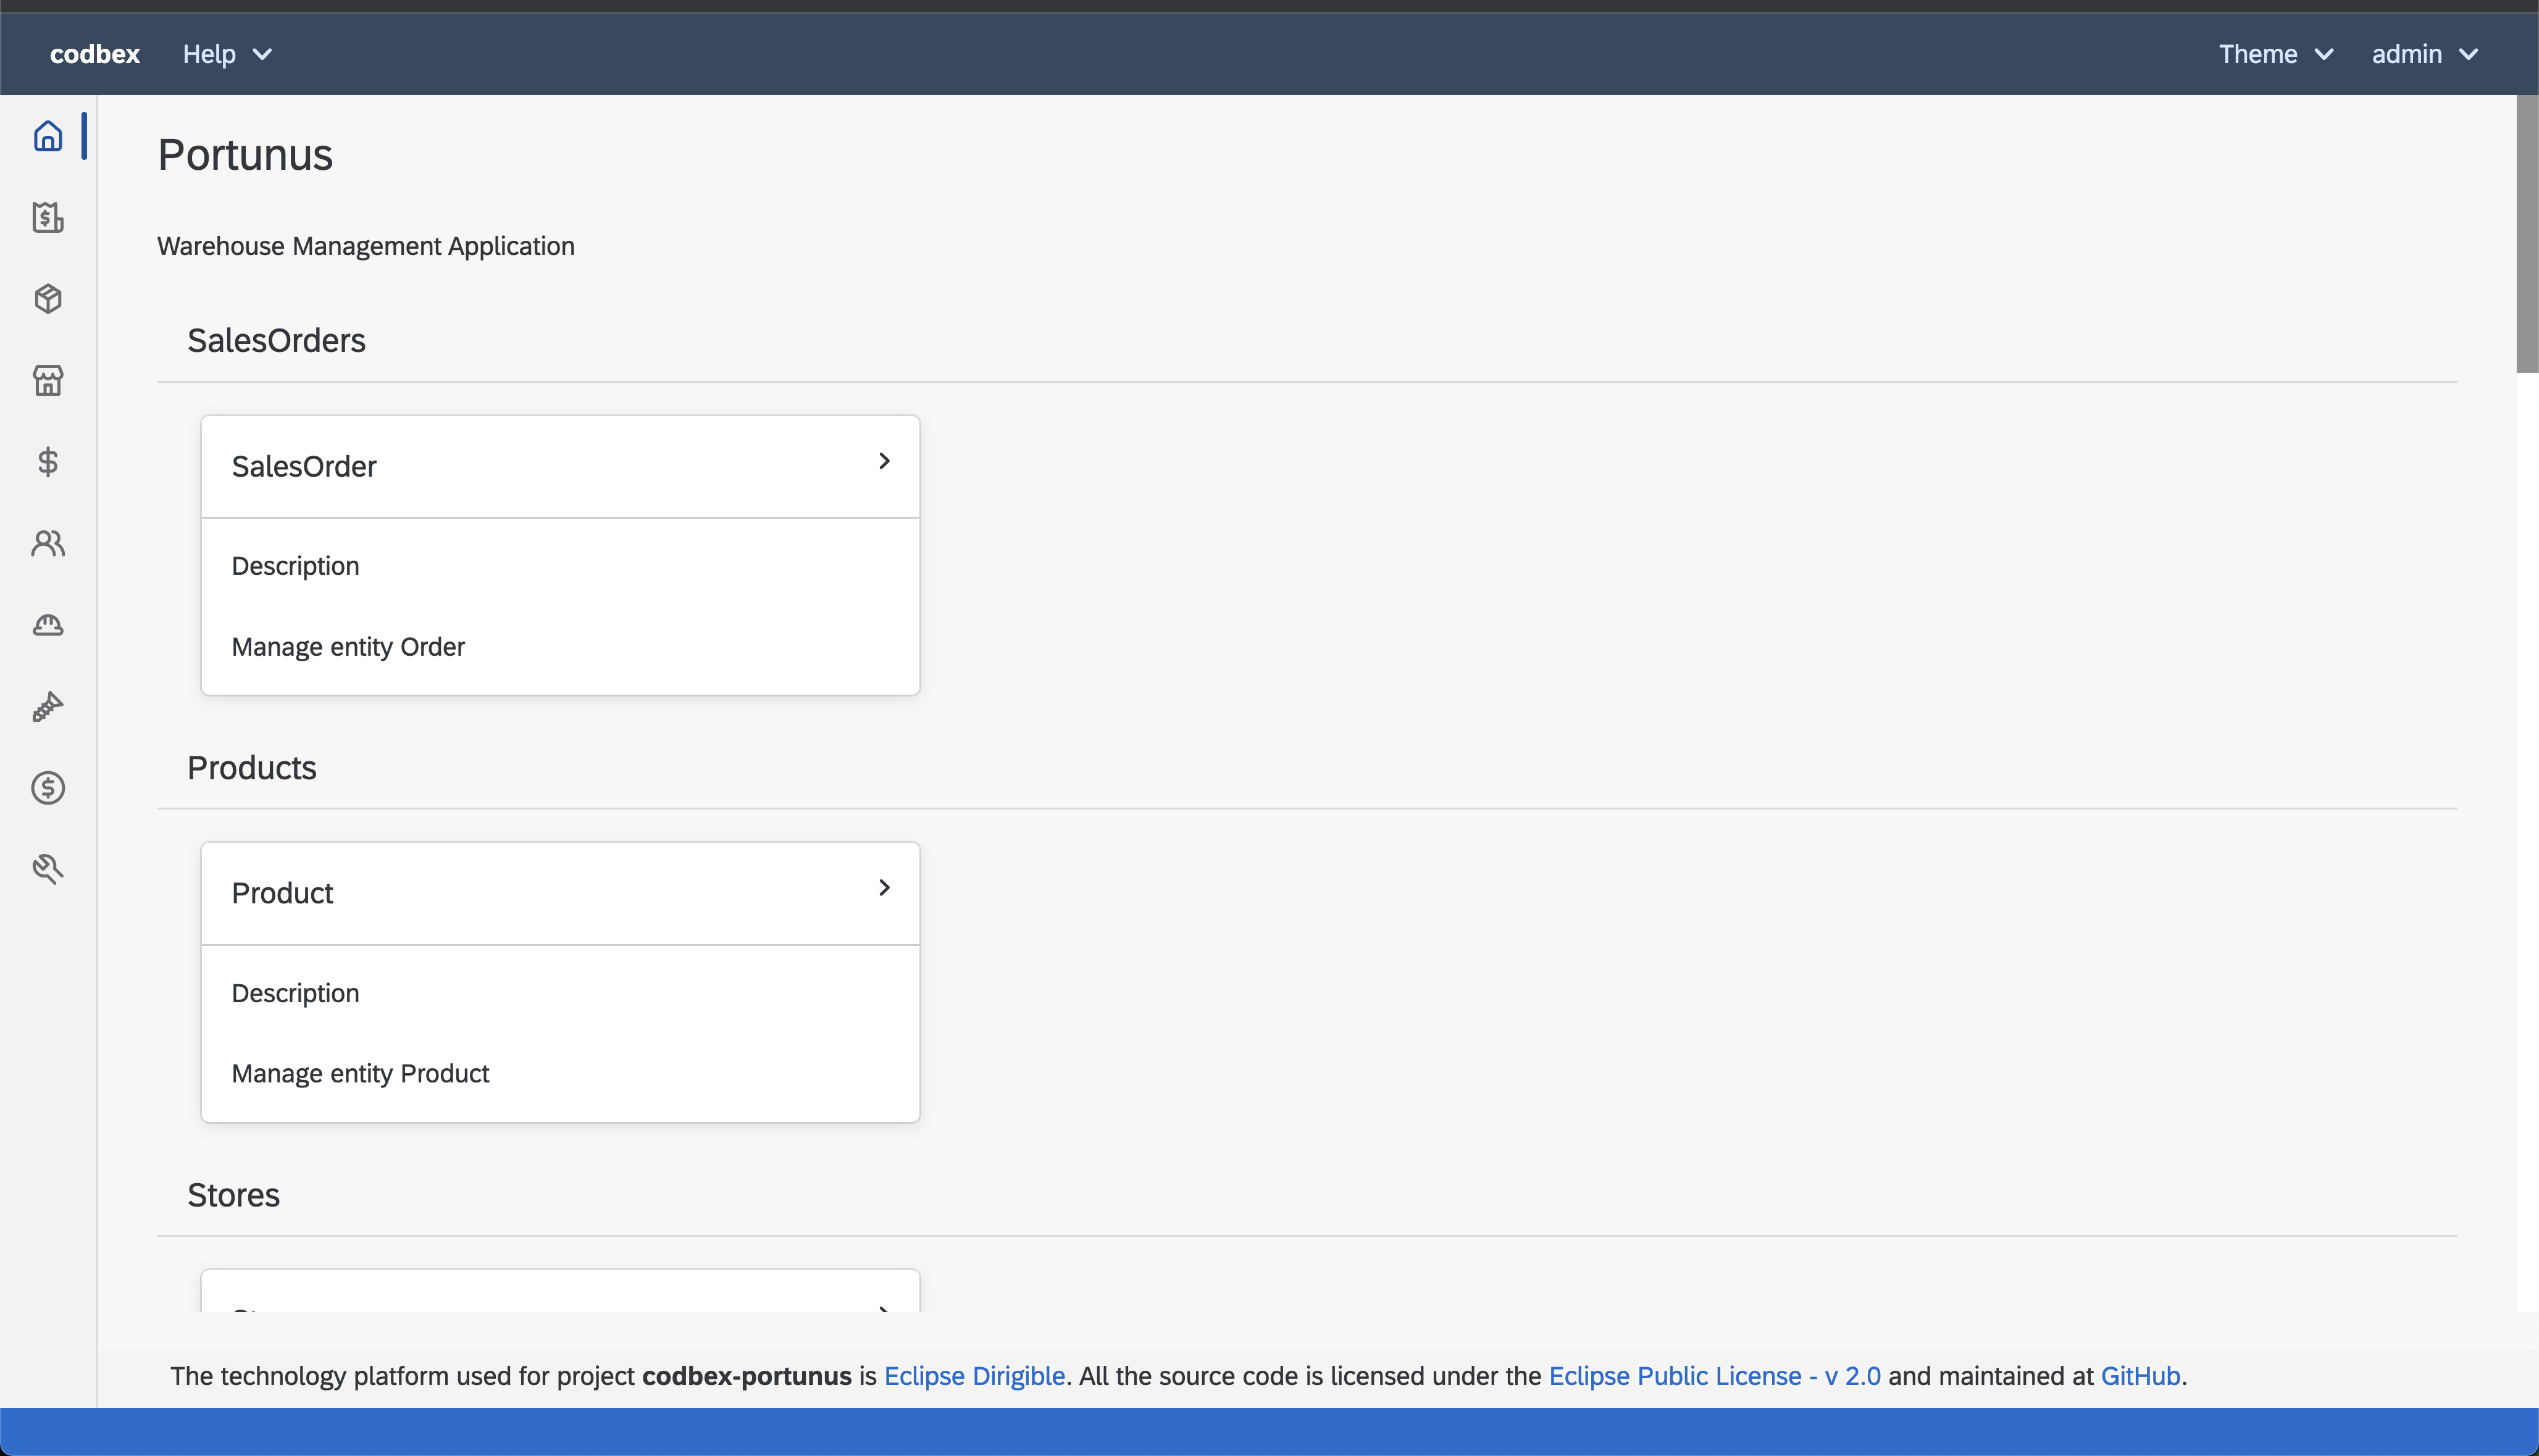 codbex Help Theme admin
Portunus
Warehouse Management Application
SalesOrders
SalesOrder
Description
Manage entity Order
Products
Product
Description
Manage entity Product
Stores
The technology platform used for project codbex-portunus is Eclipse Dirigible. All the source code is licensed under the Eclipse Public License - v 2.0 and maintained at GitHub.